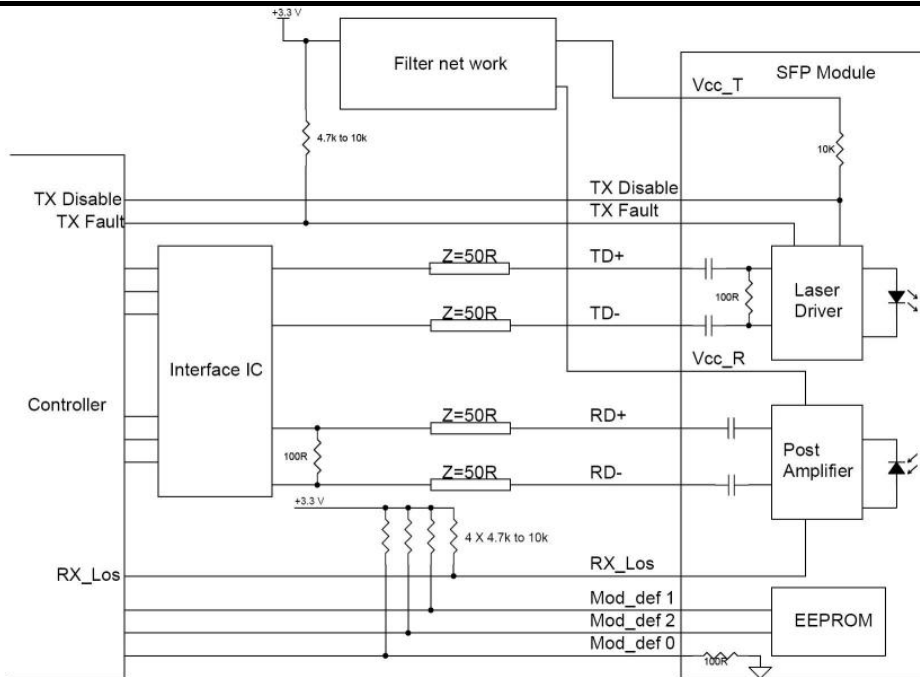 +3.3 V
Filter net work
SFP Module
Vcc_T
4.7k to 10k
10K
TX Disable
TX Disable
TX Fault
TX Fault
Z=50R
TD+
100R
Laser
Driver
Z=50R
TD-
Interface IC
Vcc_R
Controller
Z=50R
RD+
100R
Post
Amplifier
Z=50R
RD-
+3.3 V
4 X 4.7k to 10k
RX_Los
RX_Los
Mod_def 1
Mod_def 2
EEPROM
Mod_def 0
100R